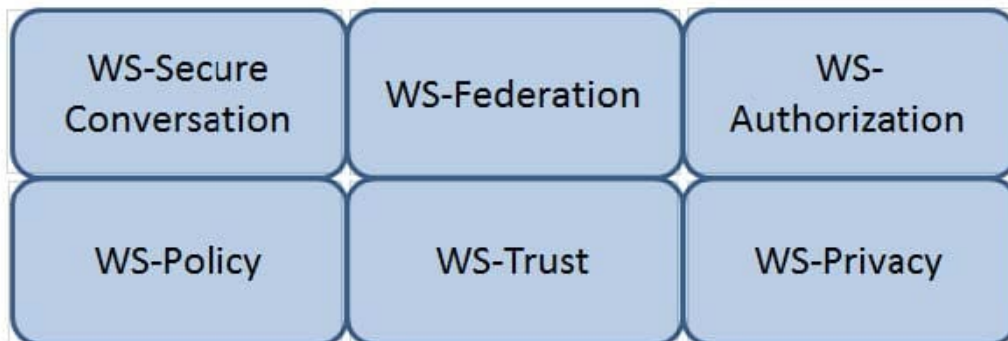 WS-Secure
Conversation
WS-Federation
WS-
Authorization
WS-Policy
WS-Trust
WS-Privacy